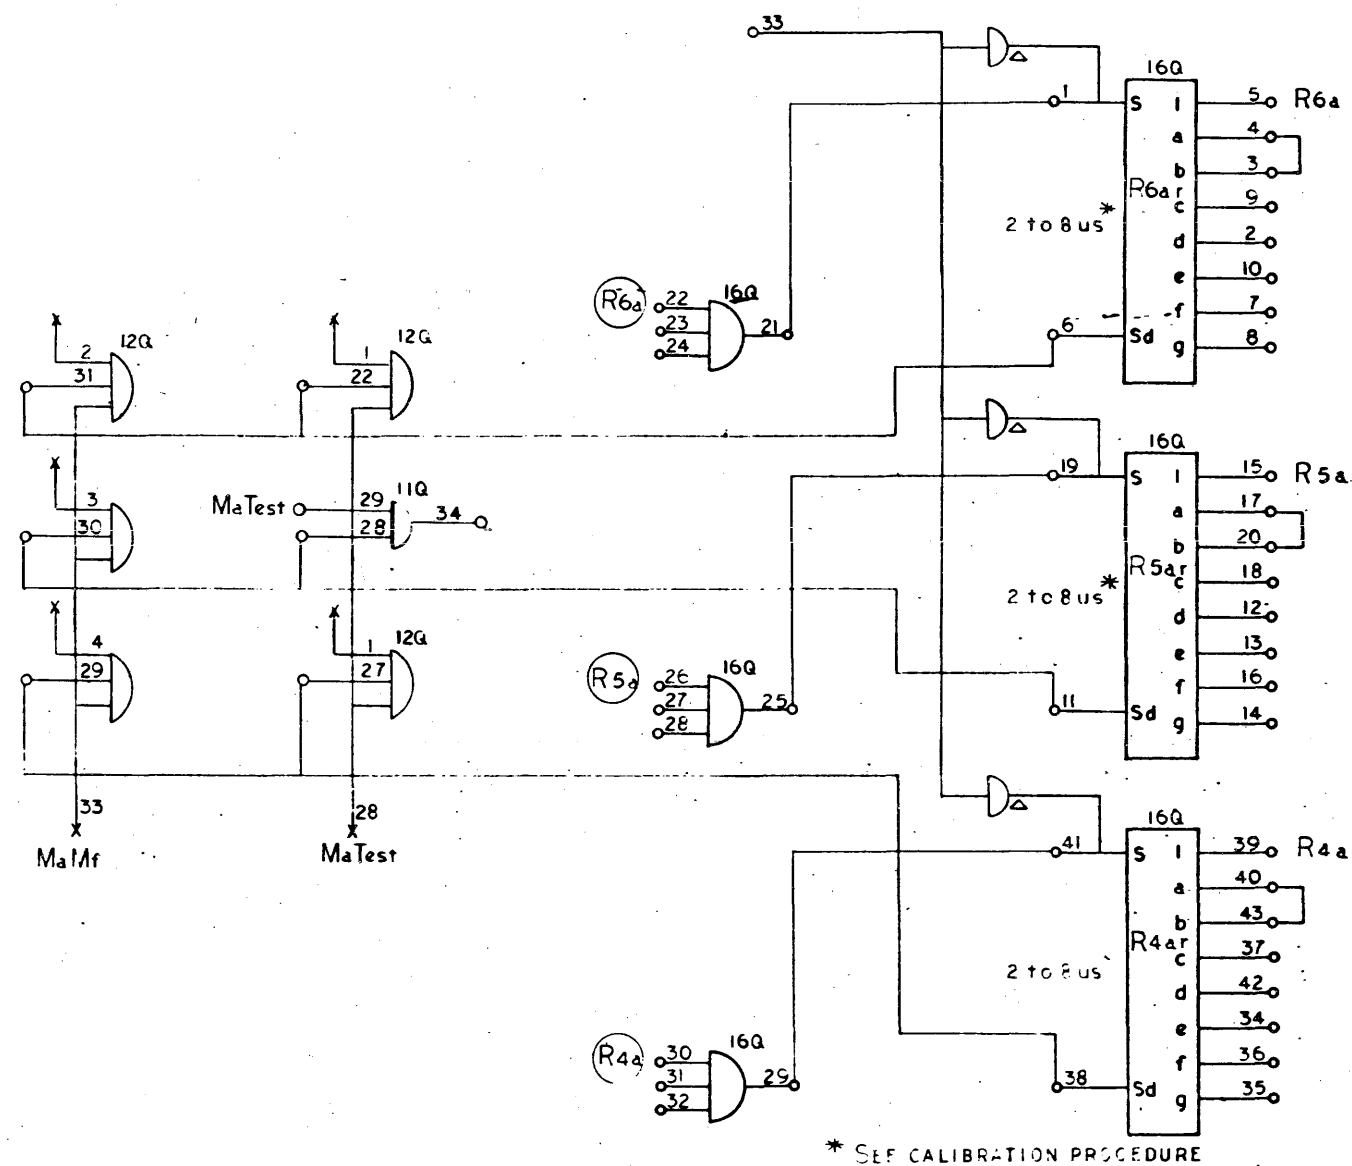 33
16Q
1
S 1 5 R6a
a 4
b 3
R6ar
c 9
2 to 8 us *
d 2
e 10
f 7
6 Sd
g 8
R6a 22 16Q
23 21
24
2 12Q
31
1 12Q
22
16Q
19 S 1 15 R5a
a 17
b 20
R5ar
c 18
2 to 8 us *
d 12
e 13
f 16
11 Sd
g 14
3
30
MaTest 29 11Q
28 34
4
29
1 12Q
27
R5a 26 16Q
27 25
28
33
MaMf
28
MaTest
16Q
41 S 1 39 R4a
a 40
b 43
R4ar
c 37
2 to 8 us
d 42
e 34
f 36
38 Sd
g 35
R4a 30 16Q
31 29
32
* SEE CALIBRATION PROCEDURE